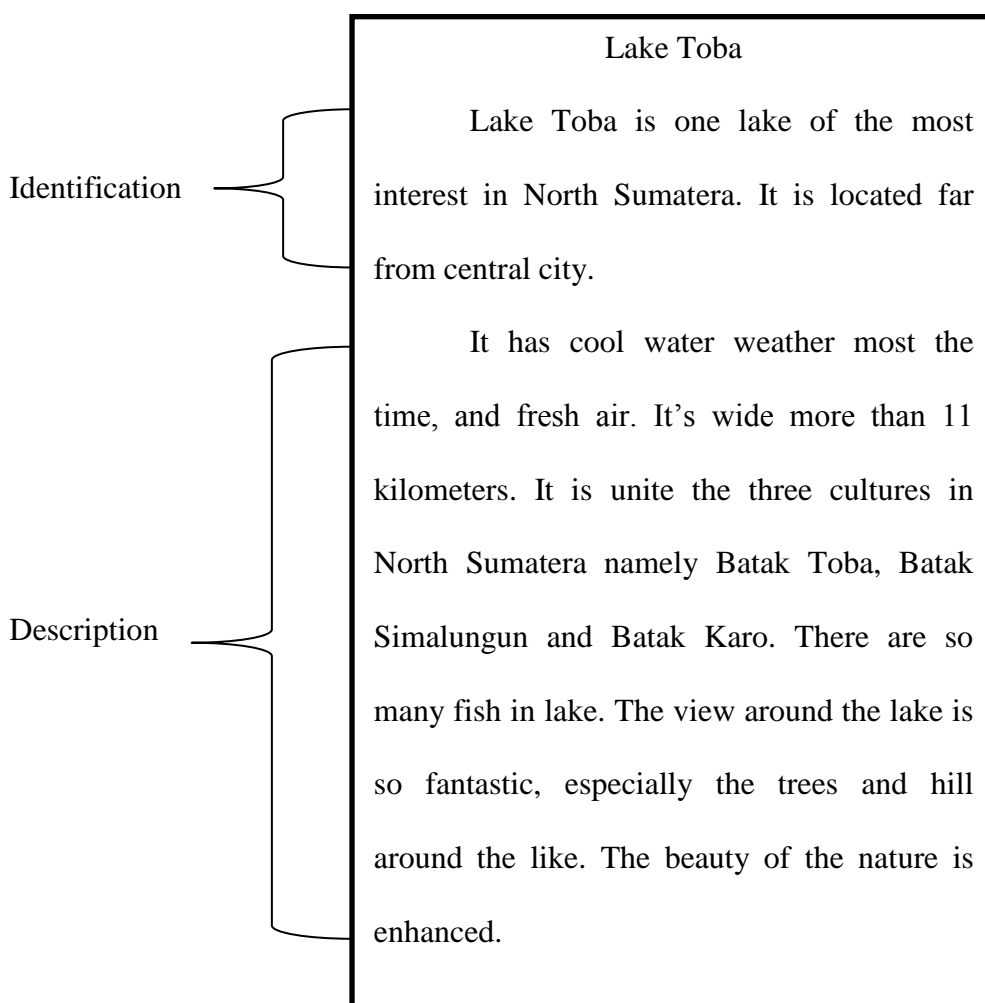 Lake Toba
Lake Toba is one lake of the most
Identification
interest in North Sumatera. It is located far
from central city.
It has cool water weather most the
time, and fresh air. It’s wide more than 11
kilometers. It is unite the three cultures in
North Sumatera namely Batak Toba, Batak
Description
Simalungun and Batak Karo. There are so
many fish in lake. The view around the lake is
so fantastic, especially the trees and hill
around the like. The beauty of the nature is
enhanced.